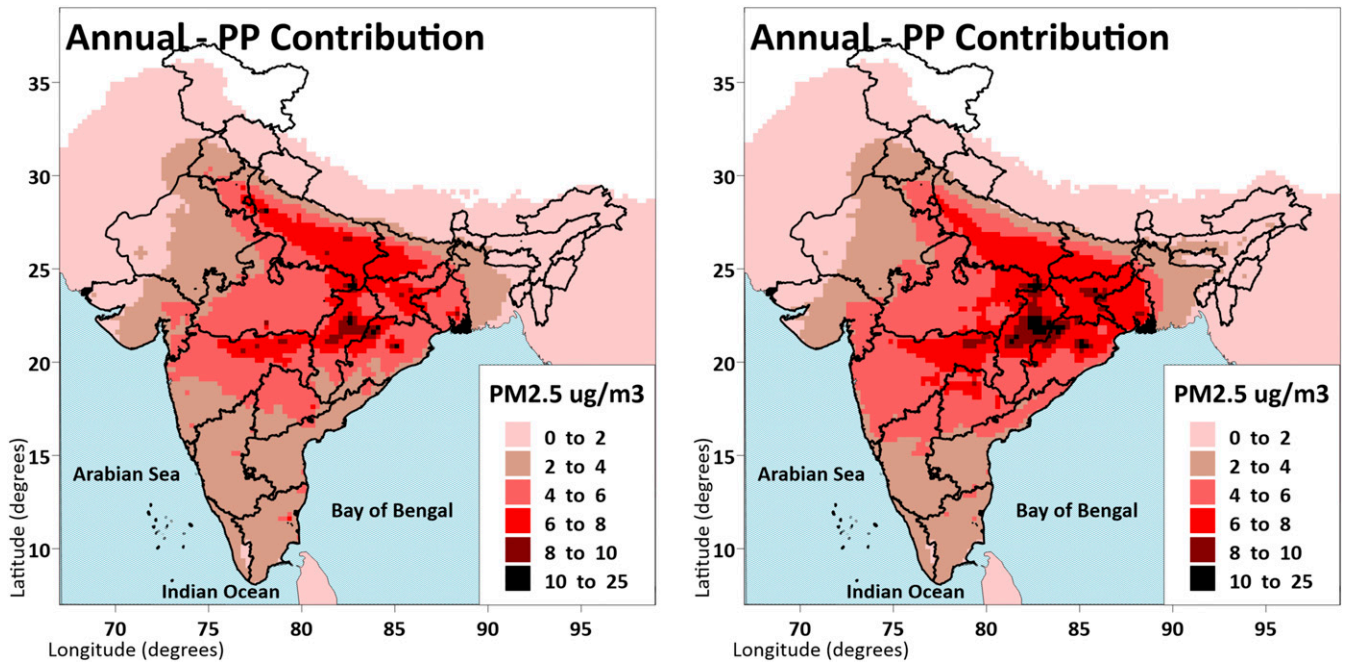 Annual - PP Contribution
35
30
25
20
15
10
Latitude (degrees)
Arabian Sea
Bay of Bengal
Indian Ocean
PM2.5 ug/m3
0 to 2
2 to 4
4 to 6
6 to 8
8 to 10
10 to 25
70 75 80 85 90 95
Longitude (degrees)
Annual - PP Contribution
35
30
25
20
15
10
Latitude (degrees)
Arabian Sea
Bay of Bengal
Indian Ocean
PM2.5 ug/m3
0 to 2
2 to 4
4 to 6
6 to 8
8 to 10
10 to 25
70 75 80 85 90 95
Longitude (degrees)